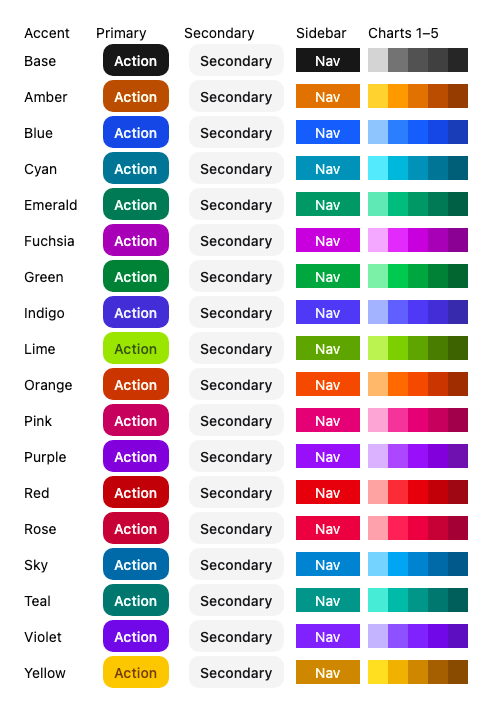 Accent Primary Secondary Sidebar Charts 1–5
Base Action Secondary Nav
Amber Action Secondary Nav
Blue Action Secondary Nav
Cyan Action Secondary Nav
Emerald Action Secondary Nav
Fuchsia Action Secondary Nav
Green Action Secondary Nav
Indigo Action Secondary Nav
Lime Action Secondary Nav
Orange Action Secondary Nav
Pink Action Secondary Nav
Purple Action Secondary Nav
Red Action Secondary Nav
Rose Action Secondary Nav
Sky Action Secondary Nav
Teal Action Secondary Nav
Violet Action Secondary Nav
Yellow Action Secondary Nav